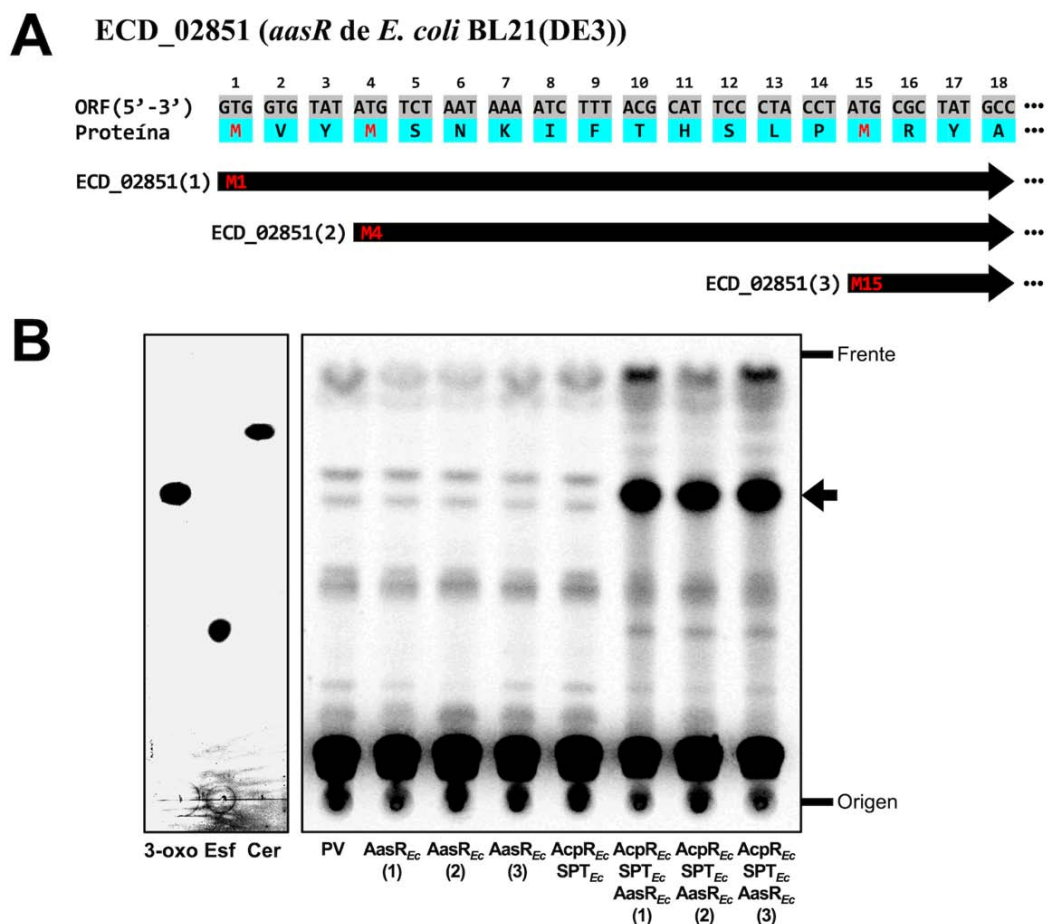 A
ECD_02851 (aasR de E. coli BL21(DE3))
1 2 3 4 5 6 7 8 9 10 11 12 13 14 15 16 17 18
ORF(5’-3’) GTG GTG TAT ATG TCT AAT AAA ATC TTT ACG CAT TCC CTA CCT ATG CGC TAT GCC •••
Proteína M V Y M S N K I F T H S L P M R Y A •••
ECD_02851(1) M1 •••
ECD_02851(2) M4 •••
ECD_02851(3) M15 •••
B
Frente
Origen
3-oxo Esf Cer PV AasREc AasREc AasREc AcpREc AcpREc AcpREc AcpREc
(1) (2) (3) SPTEc SPTEc SPTEc SPTEc
AasREc AasREc AasREc
(1) (2) (3)